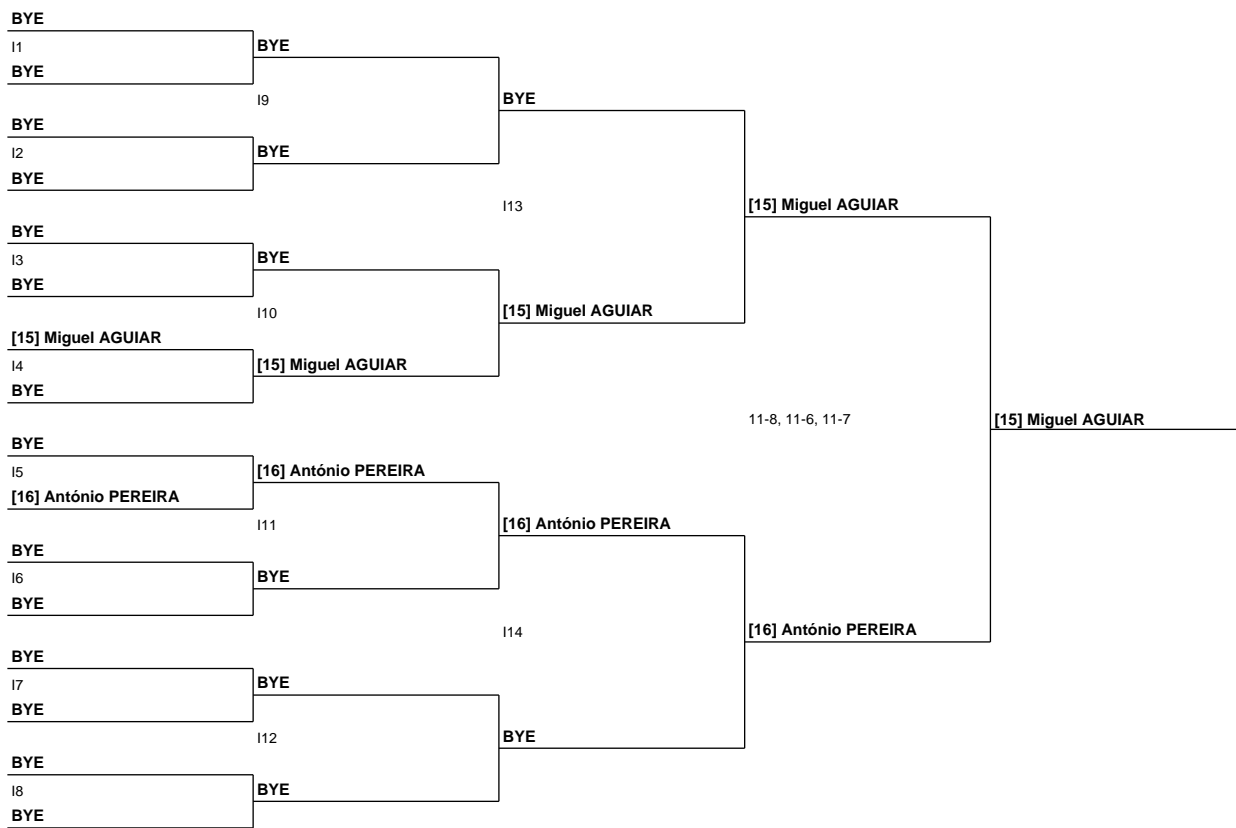 BYE
I1
BYE
BYE
I9
BYE
BYE
I2
BYE
BYE
I13
[15] Miguel AGUIAR
BYE
I3
BYE
BYE
I10
[15] Miguel AGUIAR
[15] Miguel AGUIAR
I4
[15] Miguel AGUIAR
BYE
11-8, 11-6, 11-7
[15] Miguel AGUIAR
BYE
I5
[16] António PEREIRA
[16] António PEREIRA
I11
[16] António PEREIRA
BYE
I6
BYE
BYE
I14
[16] António PEREIRA
BYE
I7
BYE
BYE
I12
BYE
BYE
I8
BYE
BYE